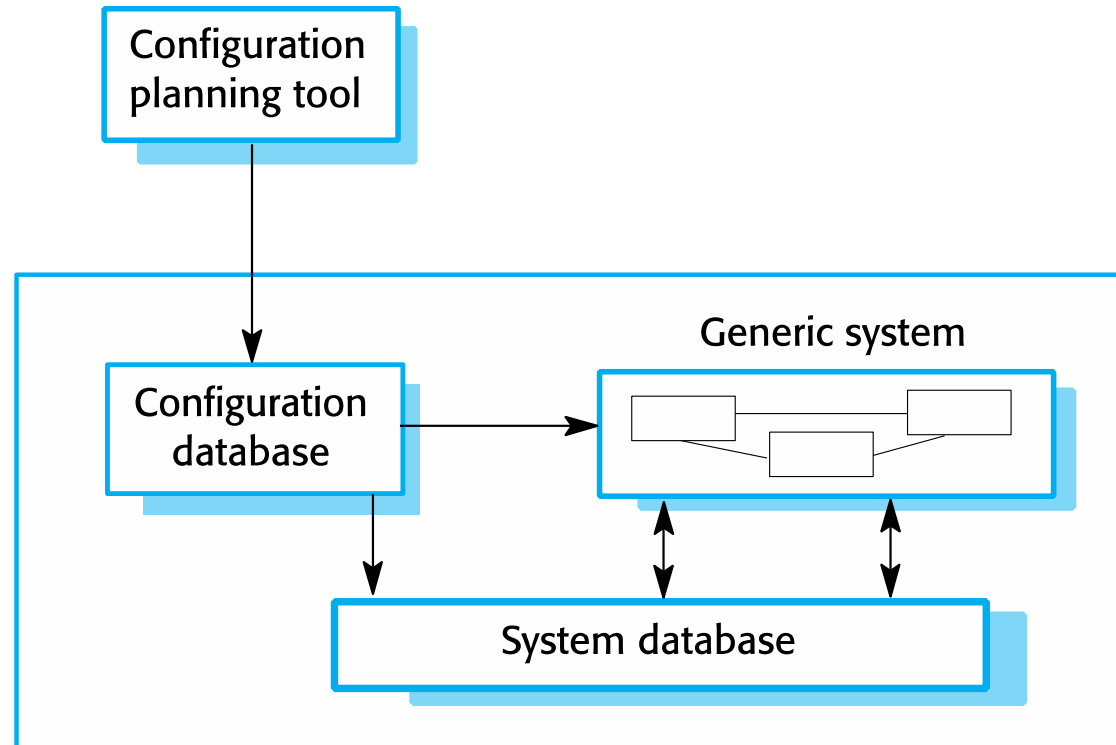 Configuration
planning tool
Generic system
Configuration
database
System database